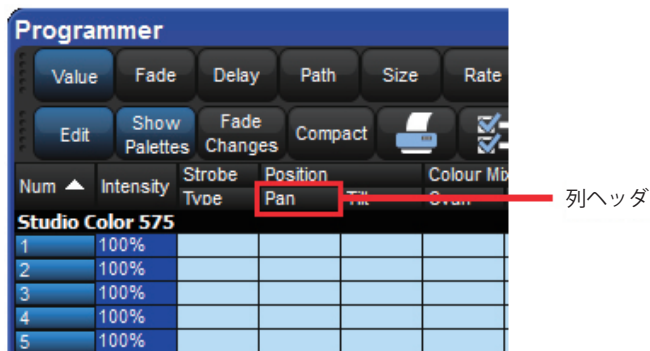 Programmer
Value Fade Delay Path Size Rate
Edit Show Palettes Fade Changes Compact
Num Intensity Strobe Position Colour Mix
Type Pan Tilt Cyan
列ヘッダ
Studio Color 575
1 100%
2 100%
3 100%
4 100%
5 100%